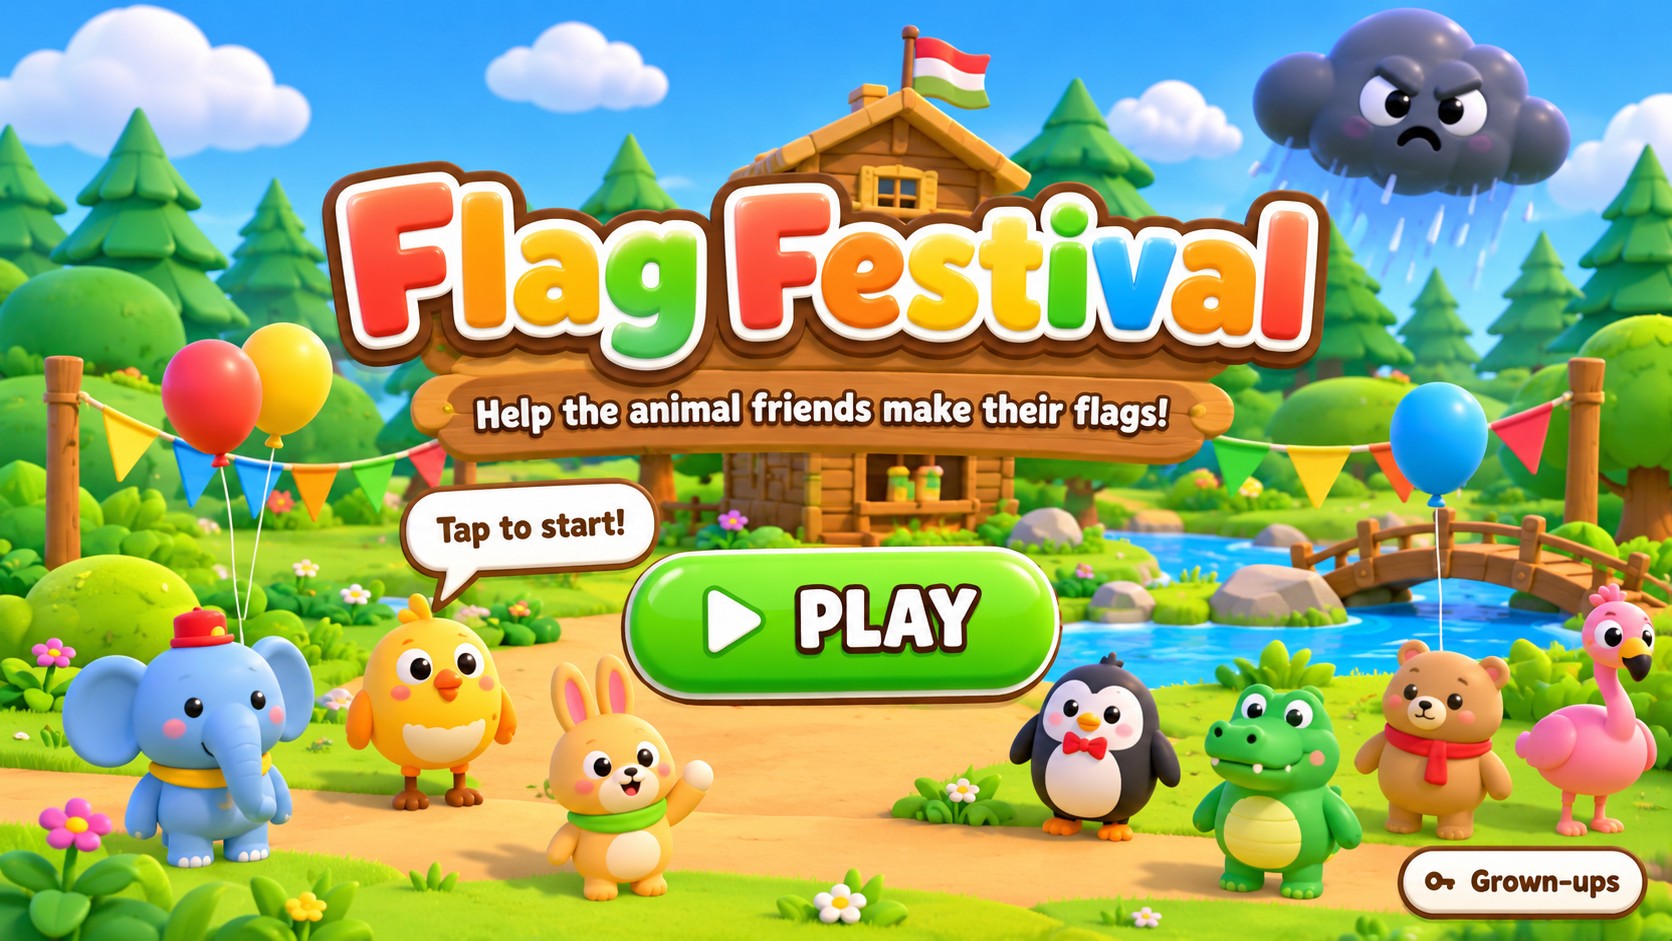 Flag Festival
Help the animal friends make their flags!
Tap to start!
PLAY
Grown-ups